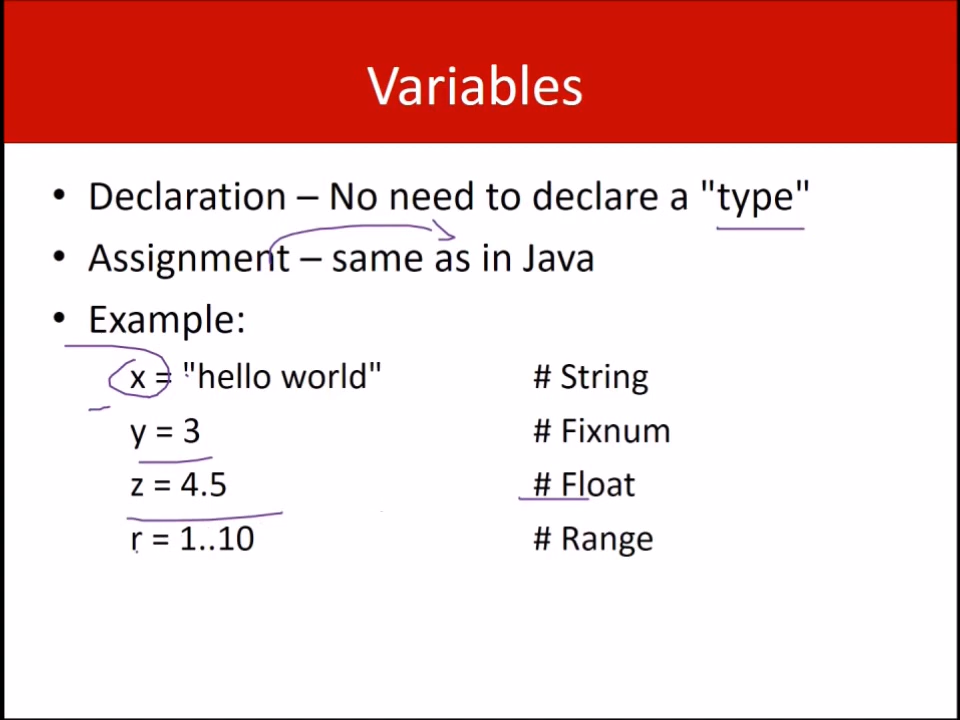 Variables
• Declaration – No need to declare a "type"
• Assignment – same as in Java
• Example:
x = "hello world" # String
y = 3 # Fixnum
z = 4.5 # Float
r = 1..10 # Range